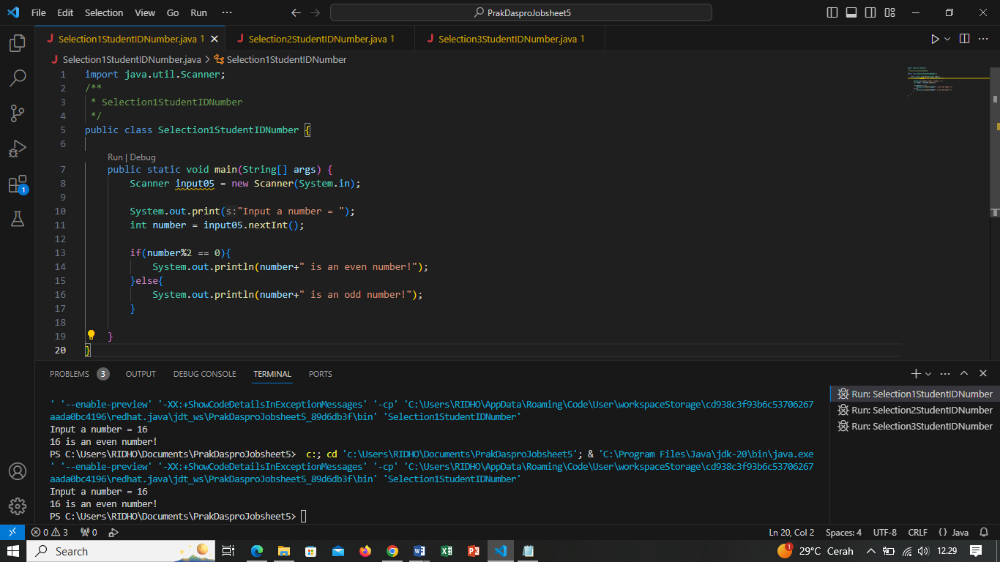 File Edit Selection View Go Run ··· PrakDasproJobsheet5
Selection1StudentIDNumber.java 1 Selection2StudentIDNumber.java 1 Selection3StudentIDNumber.java 1
Selection1StudentIDNumber.java > Selection1StudentIDNumber
1 import java.util.Scanner;
2 /**
3  * Selection1StudentIDNumber
4  */
5 public class Selection1StudentIDNumber {
6
Run | Debug
7     public static void main(String[] args) {
8         Scanner input05 = new Scanner(System.in);
9
10         System.out.print(s:"Input a number = ");
11         int number = input05.nextInt();
12
13         if(number%2 == 0){
14             System.out.println(number+" is an even number!");
15         }else{
16             System.out.println(number+" is an odd number!");
17         }
18
19     }
20 }
PROBLEMS 3 OUTPUT DEBUG CONSOLE TERMINAL PORTS
' '--enable-preview' '-XX:+ShowCodeDetailsInExceptionMessages' '-cp' 'C:\Users\RIDHO\AppData\Roaming\Code\User\workspaceStorage\cd938c3f93b6c53706267
aada0bc4196\redhat.java\jdt_ws\PrakDasproJobsheet5_89d6db3f\bin' 'Selection1StudentIDNumber'
Input a number = 16
16 is an even number!
PS C:\Users\RIDHO\Documents\PrakDasproJobsheet5>  c:; cd 'c:\Users\RIDHO\Documents\PrakDasproJobsheet5'; & 'C:\Program Files\Java\jdk-20\bin\java.exe
' '--enable-preview' '-XX:+ShowCodeDetailsInExceptionMessages' '-cp' 'C:\Users\RIDHO\AppData\Roaming\Code\User\workspaceStorage\cd938c3f93b6c53706267
aada0bc4196\redhat.java\jdt_ws\PrakDasproJobsheet5_89d6db3f\bin' 'Selection1StudentIDNumber'
Input a number = 16
16 is an even number!
PS C:\Users\RIDHO\Documents\PrakDasproJobsheet5>
Run: Selection1StudentIDNumber
Run: Selection2StudentIDNumber
Run: Selection3StudentIDNumber
1
0 3 0 Ln 20, Col 2 Spaces: 4 UTF-8 CRLF {} Java
Search 1 29°C Cerah 12.29